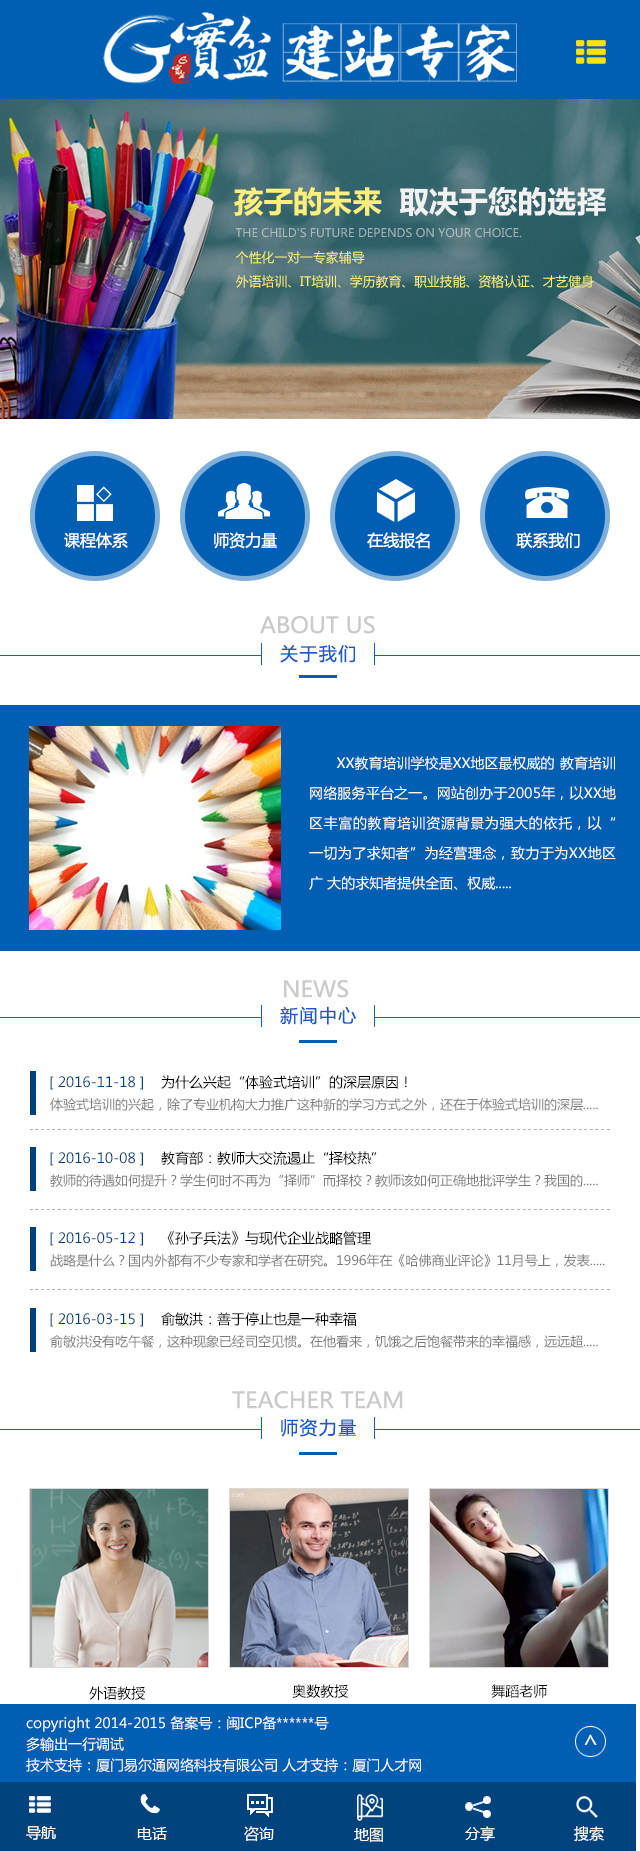 G寶盆 建站专家
孩子的未来 取决于您的选择
THE CHILD'S FUTURE DEPENDS ON YOUR CHOICE.
个性化一对一专家辅导
外语培训、IT培训、学历教育、职业技能、资格认证、才艺健身
课程体系 师资力量 在线报名 联系我们
ABOUT US
关于我们
XX教育培训学校是XX地区最权威的 教育培训
网络服务平台之一。网站创办于2005年，以XX地
区丰富的教育培训资源背景为强大的依托，以“
一切为了求知者”为经营理念，致力于为XX地区
广 大的求知者提供全面、权威.....
NEWS
新闻中心
[ 2016-11-18 ] 为什么兴起“体验式培训”的深层原因！
体验式培训的兴起，除了专业机构大力推广这种新的学习方式之外，还在于体验式培训的深层.....
[ 2016-10-08 ] 教育部：教师大交流遏止“择校热”
教师的待遇如何提升？学生何时不再为“择师”而择校？教师该如何正确地批评学生？我国的.....
[ 2016-05-12 ] 《孙子兵法》与现代企业战略管理
战略是什么？国内外都有不少专家和学者在研究。1996年在《哈佛商业评论》11月号上，发表.....
[ 2016-03-15 ] 俞敏洪：善于停止也是一种幸福
俞敏洪没有吃午餐，这种现象已经司空见惯。在他看来，饥饿之后饱餐带来的幸福感，远远超.....
TEACHER TEAM
师资力量
外语教授 奥数教授 舞蹈老师
copyright 2014-2015 备案号：闽ICP备******号
多输出一行调试
技术支持：厦门易尔通网络科技有限公司 人才支持：厦门人才网
导航 电话 咨询 地图 分享 搜索